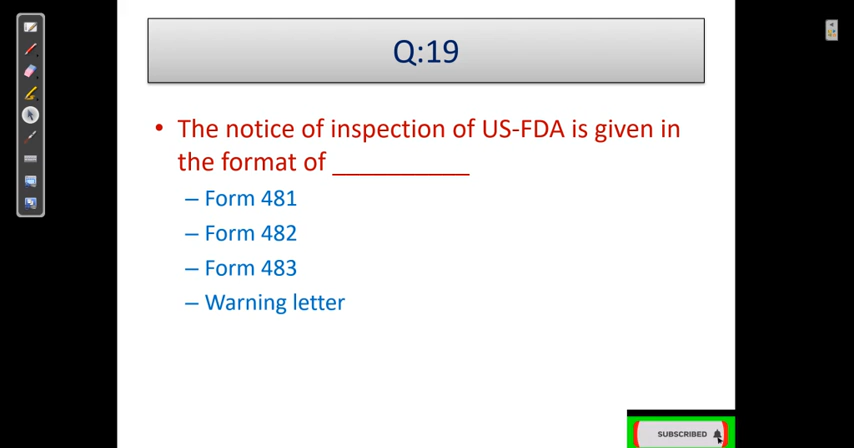 Q:19
• The notice of inspection of US-FDA is given in
the format of __________
– Form 481
– Form 482
– Form 483
– Warning letter
SUBSCRIBED